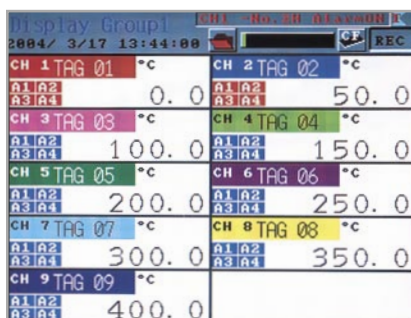 Display Group1 CH1 -No.1H AlarmON
2004/ 3/17 13:44:00 CF REC
CH 1 TAG 01 °C CH 2 TAG 02 °C
A1 A2 A1 A2
A3 A4 0.0 A3 A4 50.0
CH 3 TAG 03 °C CH 4 TAG 04 °C
A1 A2 A1 A2
A3 A4 100.0 A3 A4 150.0
CH 5 TAG 05 °C CH 6 TAG 06 °C
A1 A2 A1 A2
A3 A4 200.0 A3 A4 250.0
CH 7 TAG 07 °C CH 8 TAG 08 °C
A1 A2 A1 A2
A3 A4 300.0 A3 A4 350.0
CH 9 TAG 09 °C
A1 A2
A3 A4 400.0